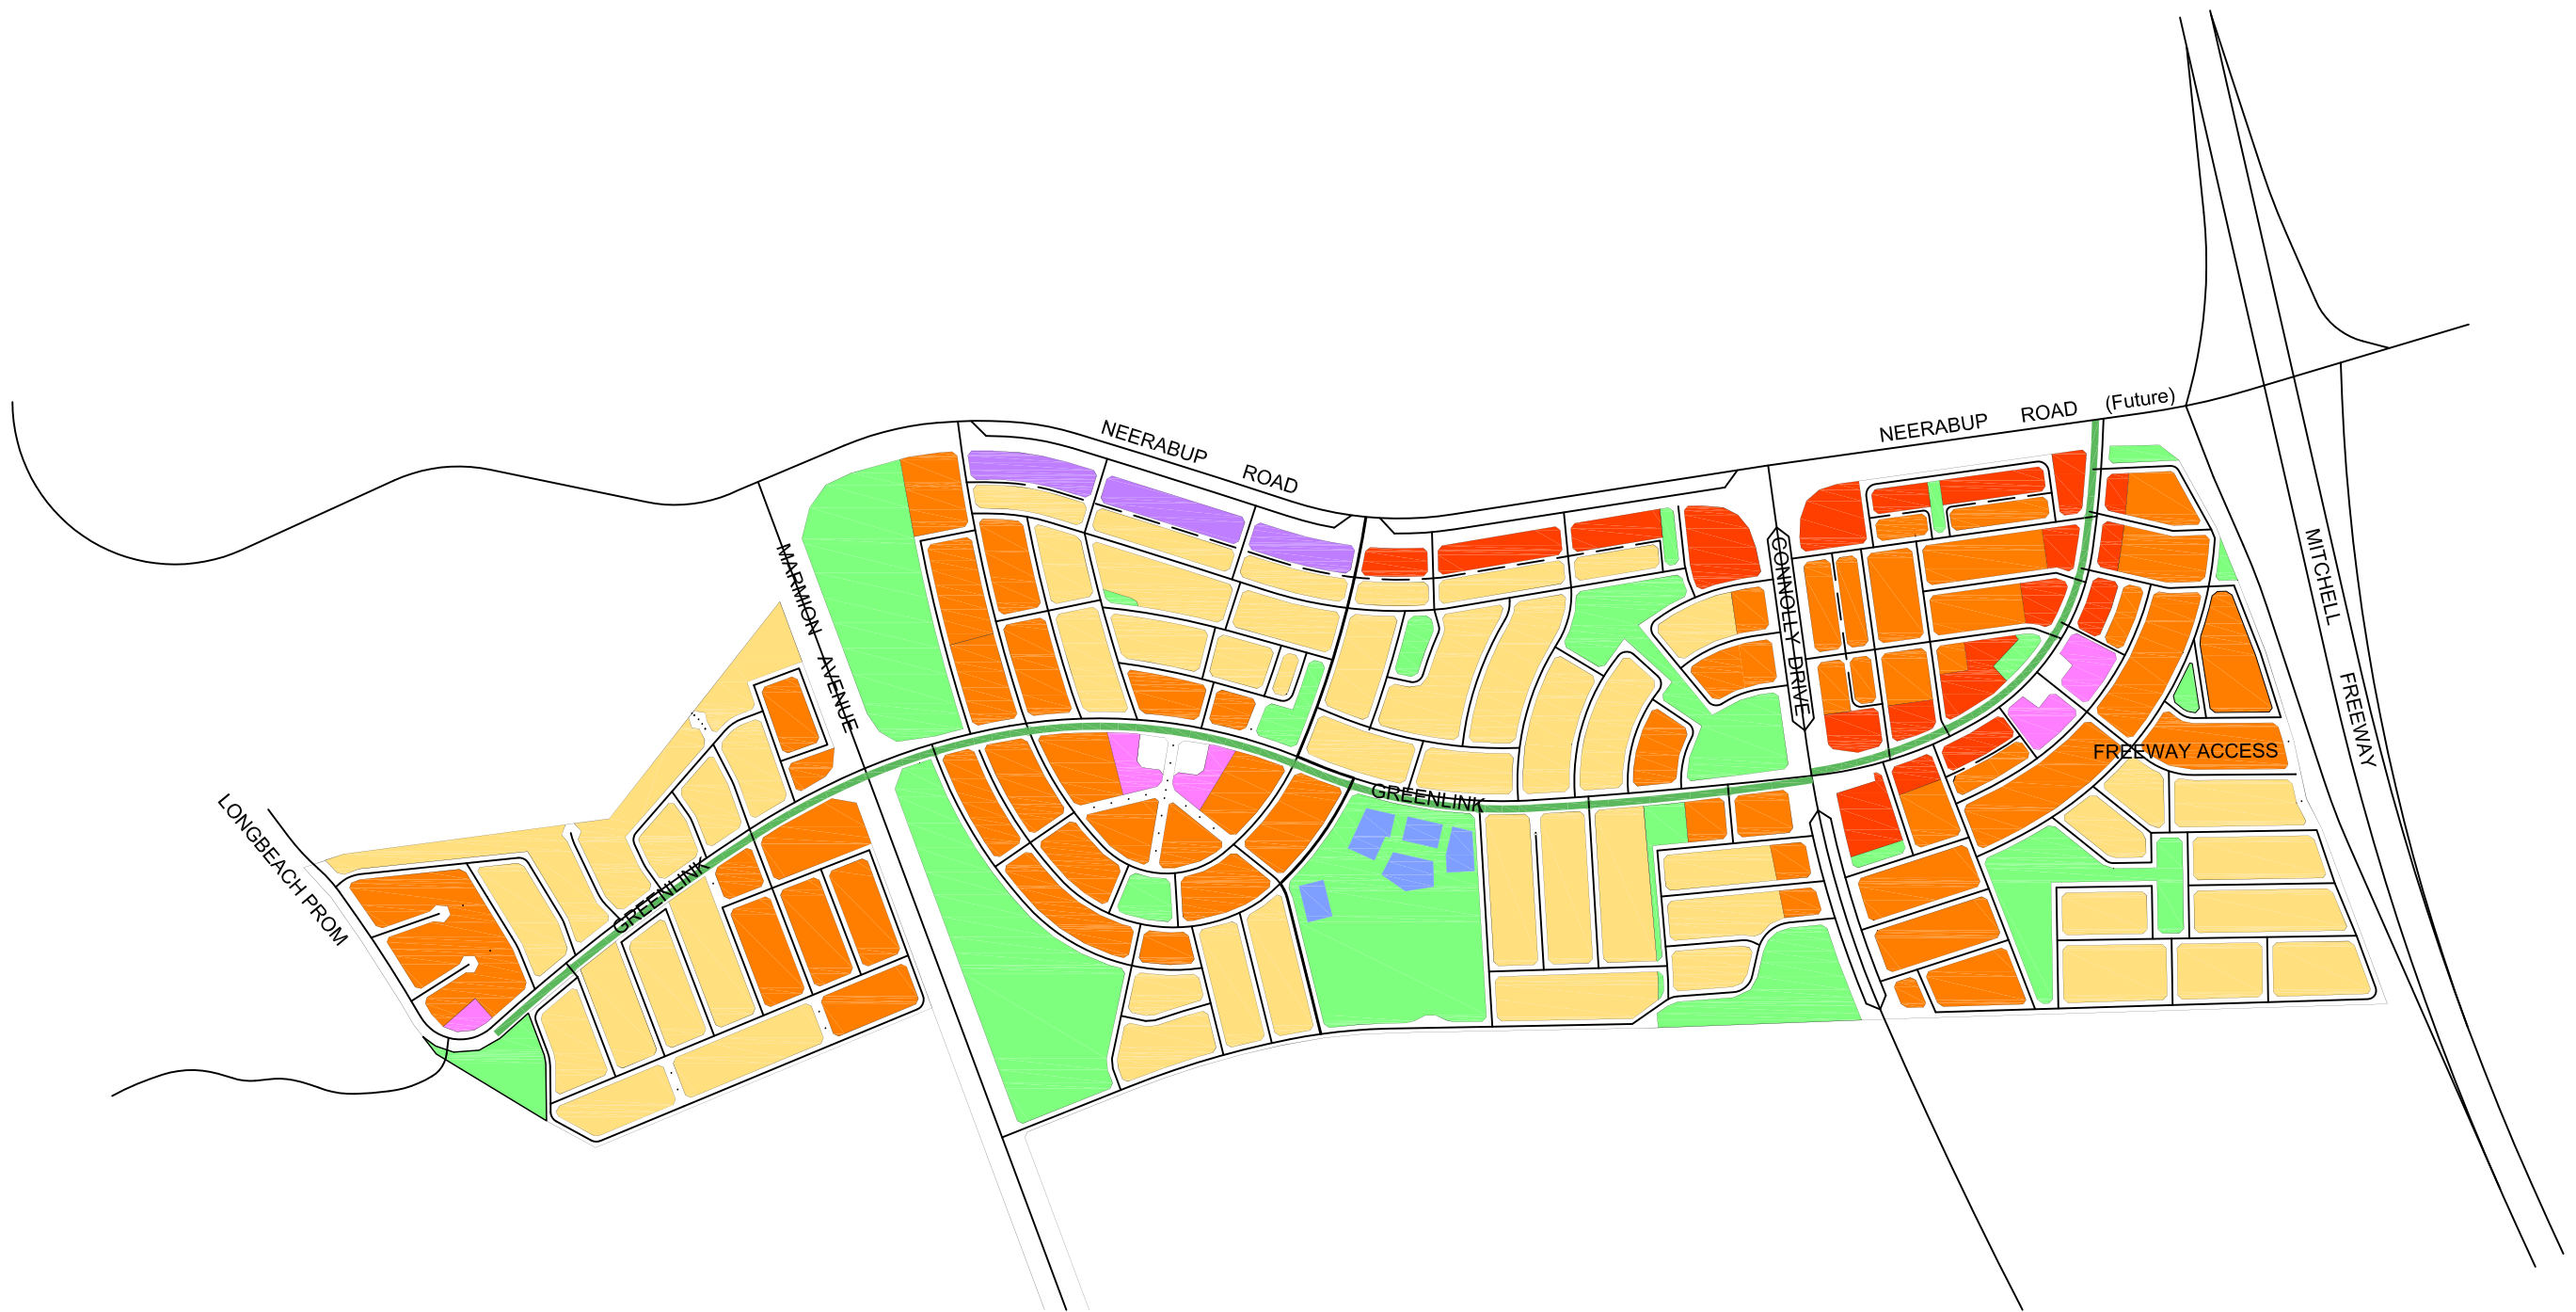 NEERABUP ROAD (Future)
NEERABUP ROAD
MARMION AVENUE
CONNOLLY DRIVE
MITCHELL FREEWAY
FREEWAY ACCESS
LONGBEACH PROM
GREENLINK
GREENLINK